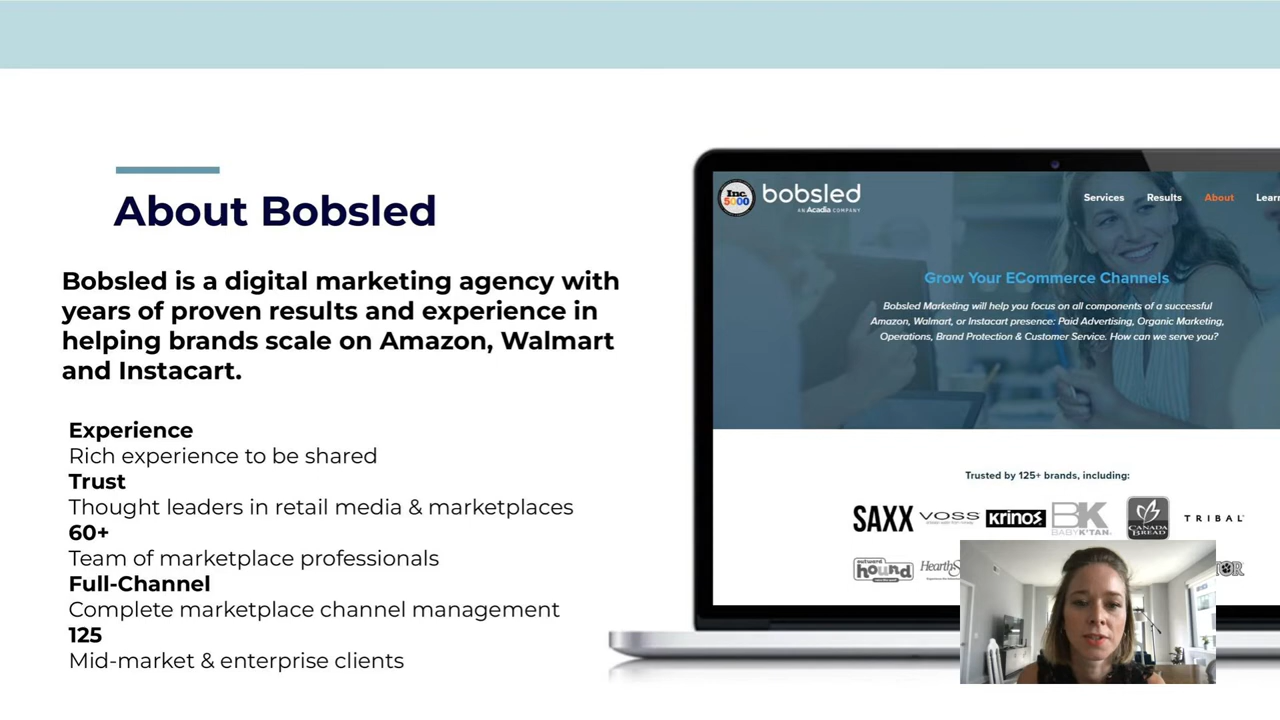 About Bobsled
Bobsled is a digital marketing agency with
years of proven results and experience in
helping brands scale on Amazon, Walmart
and Instacart.
Experience
Rich experience to be shared
Trust
Thought leaders in retail media & marketplaces
60+
Team of marketplace professionals
Full-Channel
Complete marketplace channel management
125
Mid-market & enterprise clients
Inc.
5000
bobsled
AN Acadia COMPANY
Services Results About Learn
Grow Your ECommerce Channels
Bobsled Marketing will help you focus on all components of a successful
Amazon, Walmart, or Instacart presence: Paid Advertising, Organic Marketing,
Operations, Brand Protection & Customer Service. How can we serve you?
Trusted by 125+ brands, including:
SAXX VOSS KRINOS BK BABY K'TAN CANADA BREAD TRIBAL
outward hound